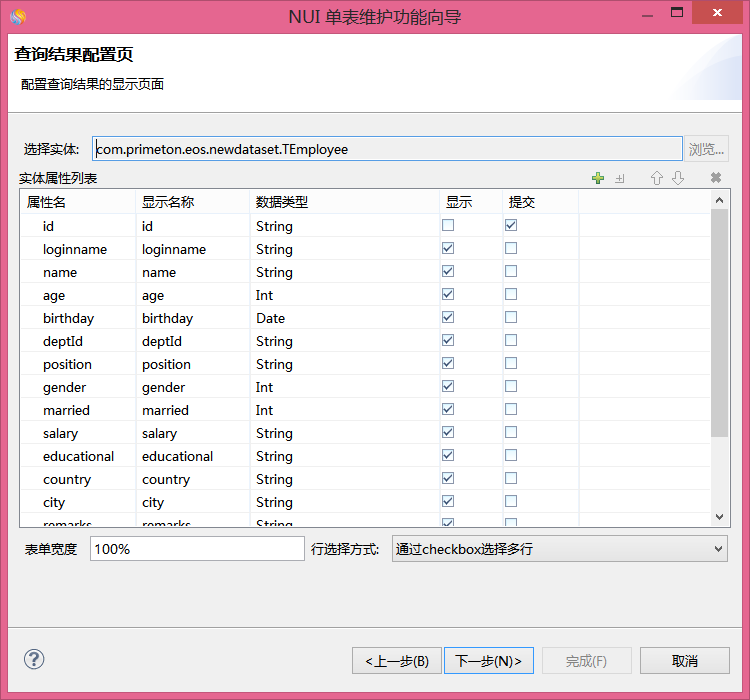 NUI 单表维护功能向导
查询结果配置页
配置查询结果的显示页面
选择实体: com.primeton.eos.newdataset.TEmployee 浏览...
实体属性列表
属性名 显示名称 数据类型 显示 提交
id id String
loginname loginname String
name name String
age age Int
birthday birthday Date
deptId deptId String
position position String
gender gender Int
married married Int
salary salary String
educational educational String
country country String
city city String
remarks remarks String
表单宽度 100% 行选择方式: 通过checkbox选择多行
<上一步(B) 下一步(N)> 完成(F) 取消